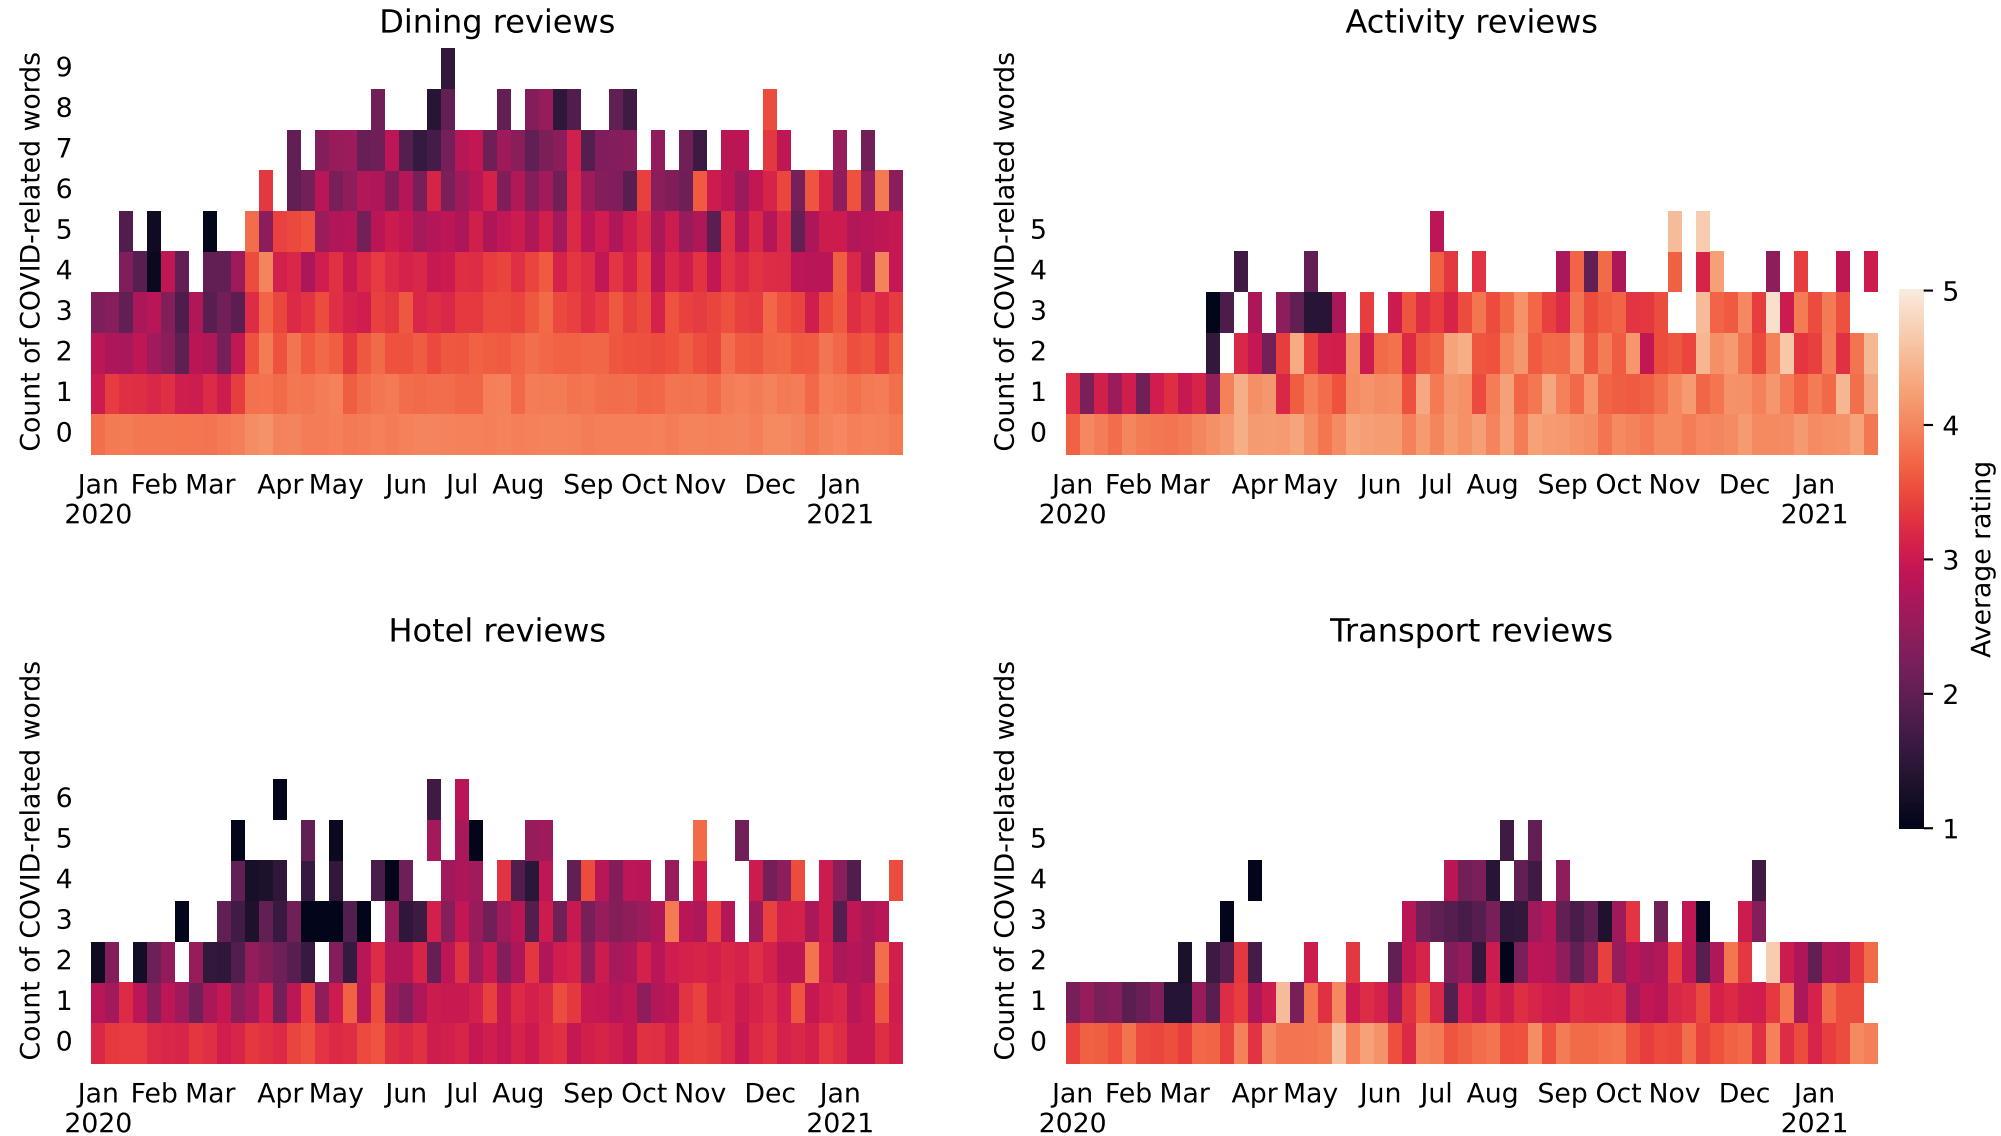 Dining reviews
Count of COVID-related words
9
8
7
6
5
4
3
2
1
0
Jan Feb Mar Apr May Jun Jul Aug Sep Oct Nov Dec Jan
2020 2021
Activity reviews
Count of COVID-related words
5
4
3
2
1
0
Jan Feb Mar Apr May Jun Jul Aug Sep Oct Nov Dec Jan
2020 2021
Hotel reviews
Count of COVID-related words
6
5
4
3
2
1
0
Jan Feb Mar Apr May Jun Jul Aug Sep Oct Nov Dec Jan
2020 2021
Transport reviews
Count of COVID-related words
5
4
3
2
1
0
Jan Feb Mar Apr May Jun Jul Aug Sep Oct Nov Dec Jan
2020 2021
5
4
3
2
1
Average rating